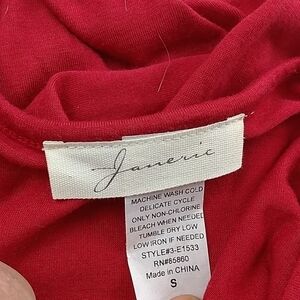 Janeric
MACHINE WASH COLD
DELICATE CYCLE
ONLY NON-CHLORINE
BLEACH WHEN NEEDED
TUMBLE DRY LOW
LOW IRON IF NEEDED
STYLE#3-E1533
RN#85860
Made in CHINA
S